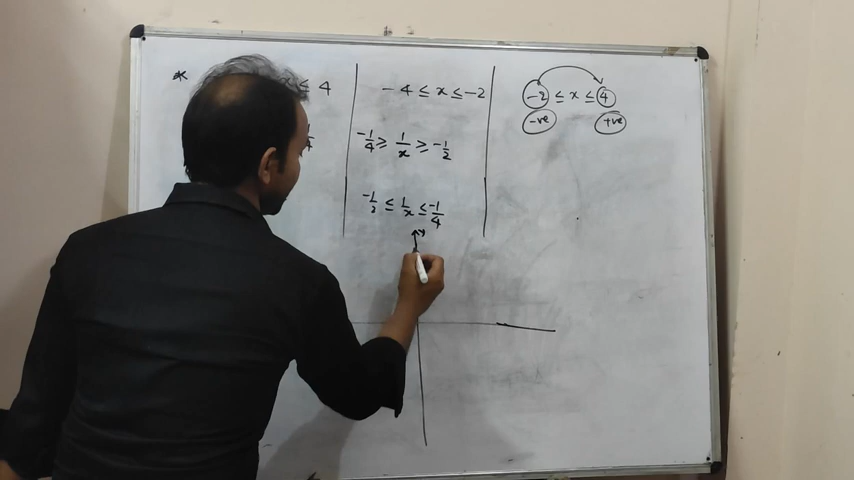 *
≤ 4
-4 ≤ x ≤ -2
-1/4 ≥ 1/x ≥ -1/2
-1/2 ≤ 1/x ≤ -1/4
y
-2 ≤ x ≤ 4
-ve +ve